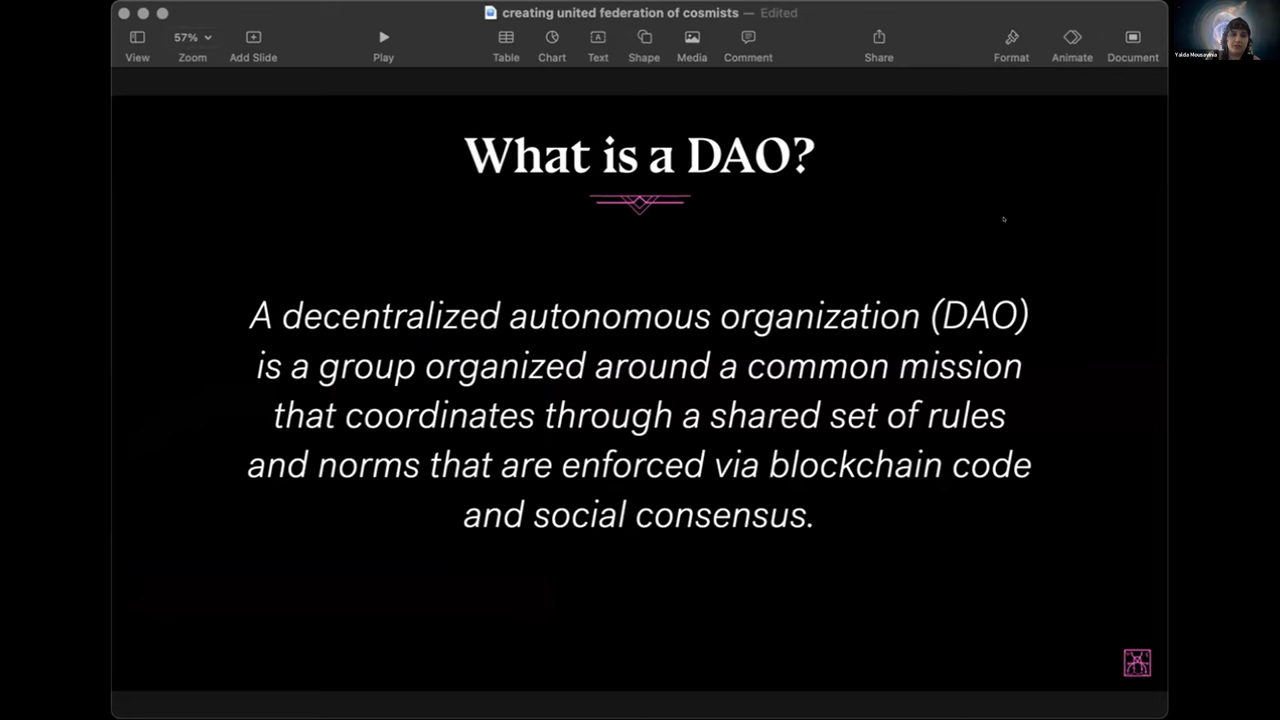 creating united federation of cosmists — Edited
57%
View
Zoom
Add Slide
Play
Table
Chart
Text
Shape
Media
Comment
Share
Format
Animate
Document
Yalda Mousavinia
What is a DAO?
A decentralized autonomous organization (DAO)
is a group organized around a common mission
that coordinates through a shared set of rules
and norms that are enforced via blockchain code
and social consensus.